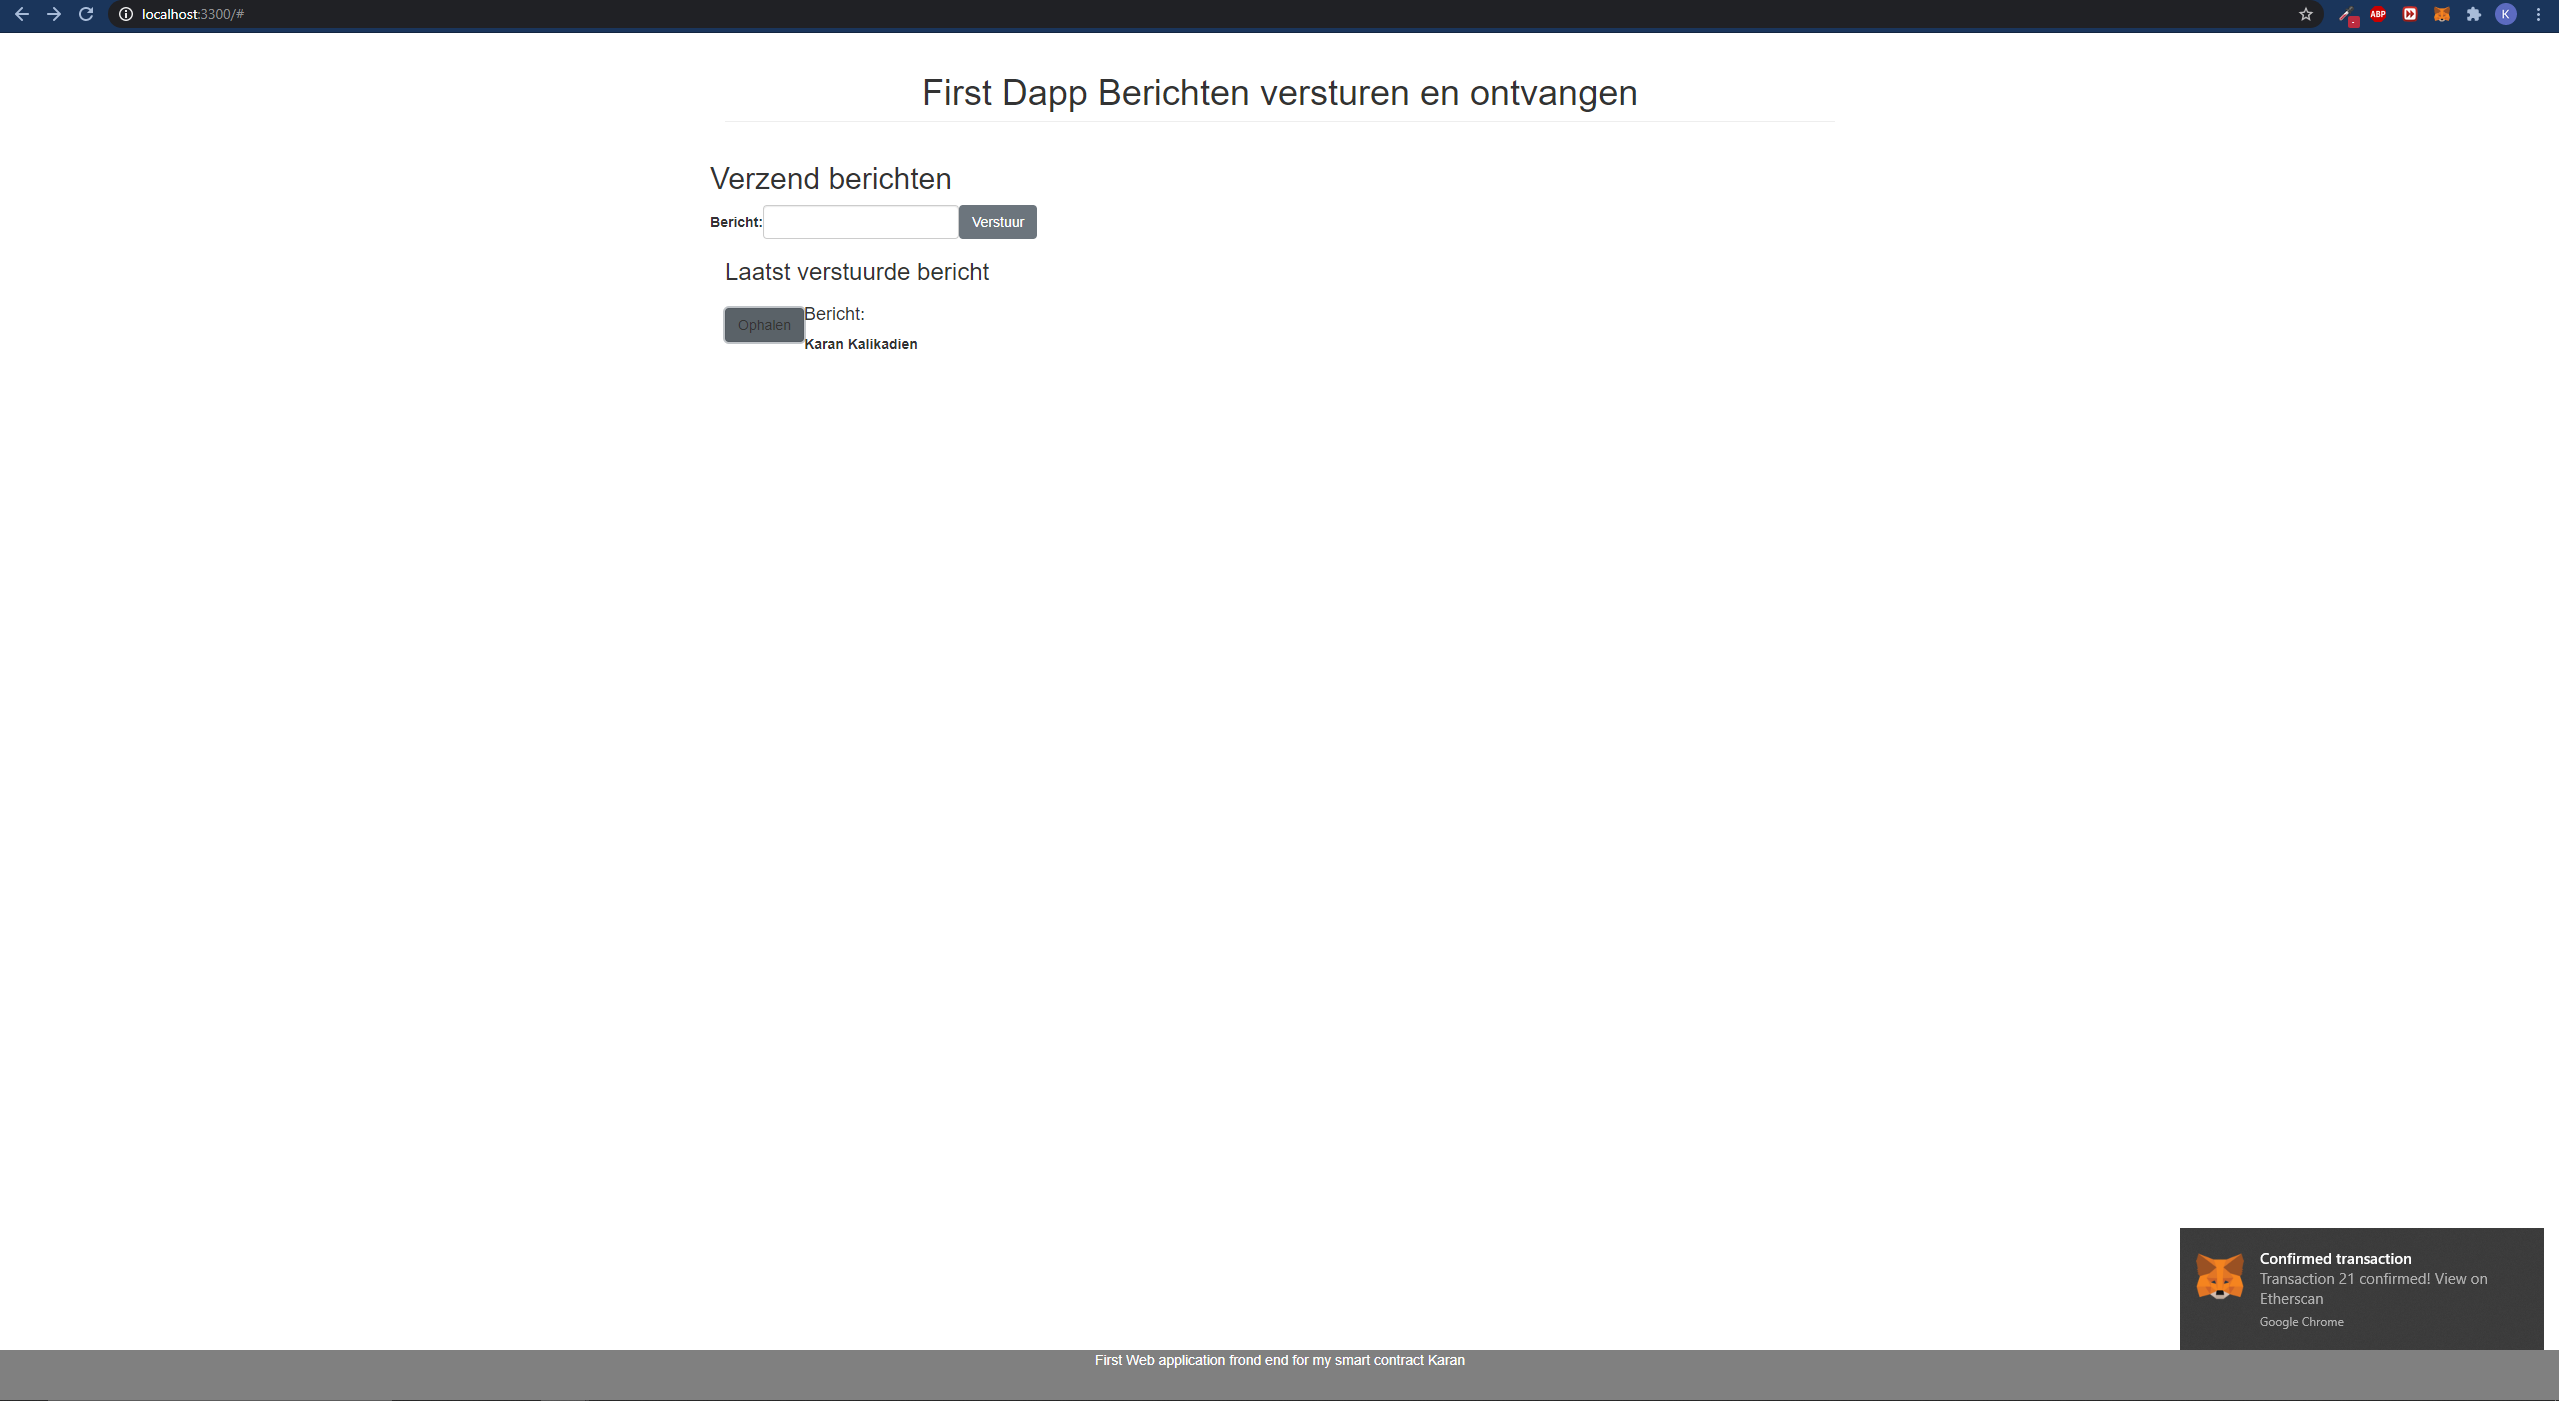 localhost:3300/#
ABP
K
First Dapp Berichten versturen en ontvangen
Verzend berichten
Bericht:
Verstuur
Laatst verstuurde bericht
Ophalen
Bericht:
Karan Kalikadien
Confirmed transaction
Transaction 21 confirmed! View on
Etherscan
Google Chrome
First Web application frond end for my smart contract Karan